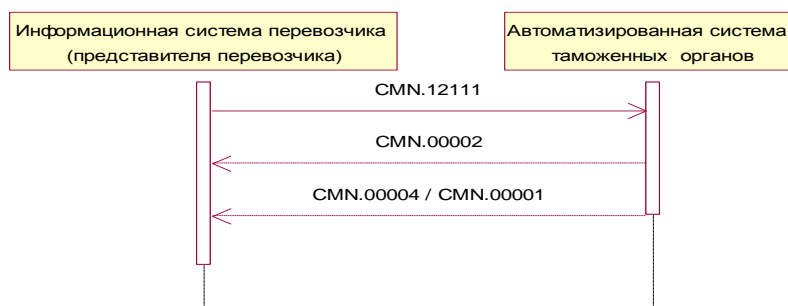 Информационная система перевозчика
(представителя перевозчика)
Автоматизированная система
таможенных органов
CMN.12111
CMN.00002
CMN.00004 / CMN.00001